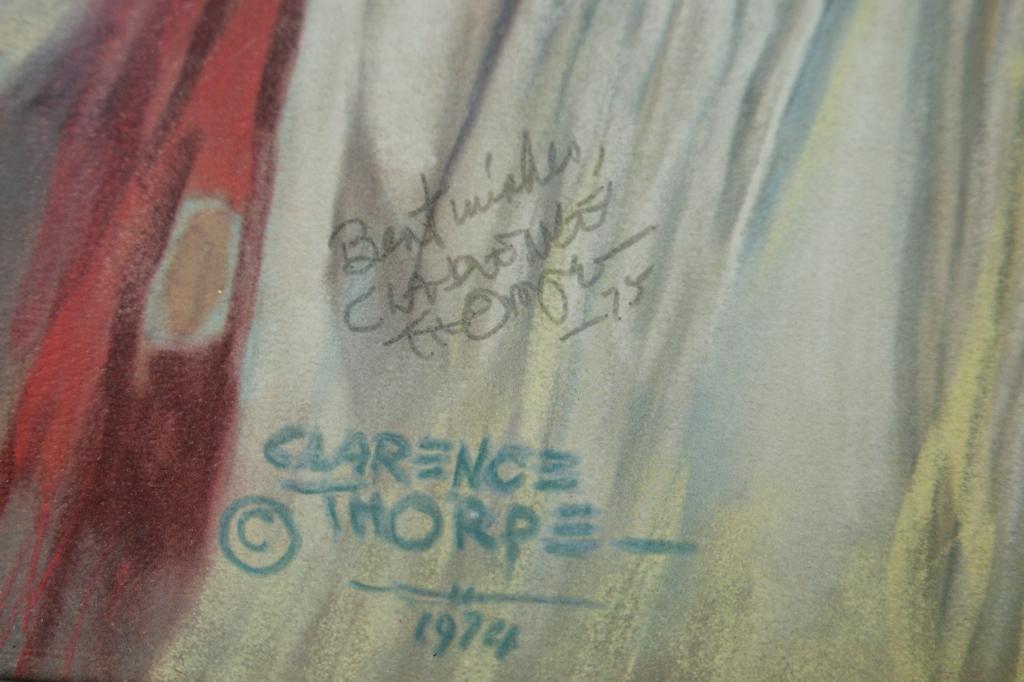 Best wishes,
CLARENCE
THORPE
75
CLARENCE
© THORPE
1974